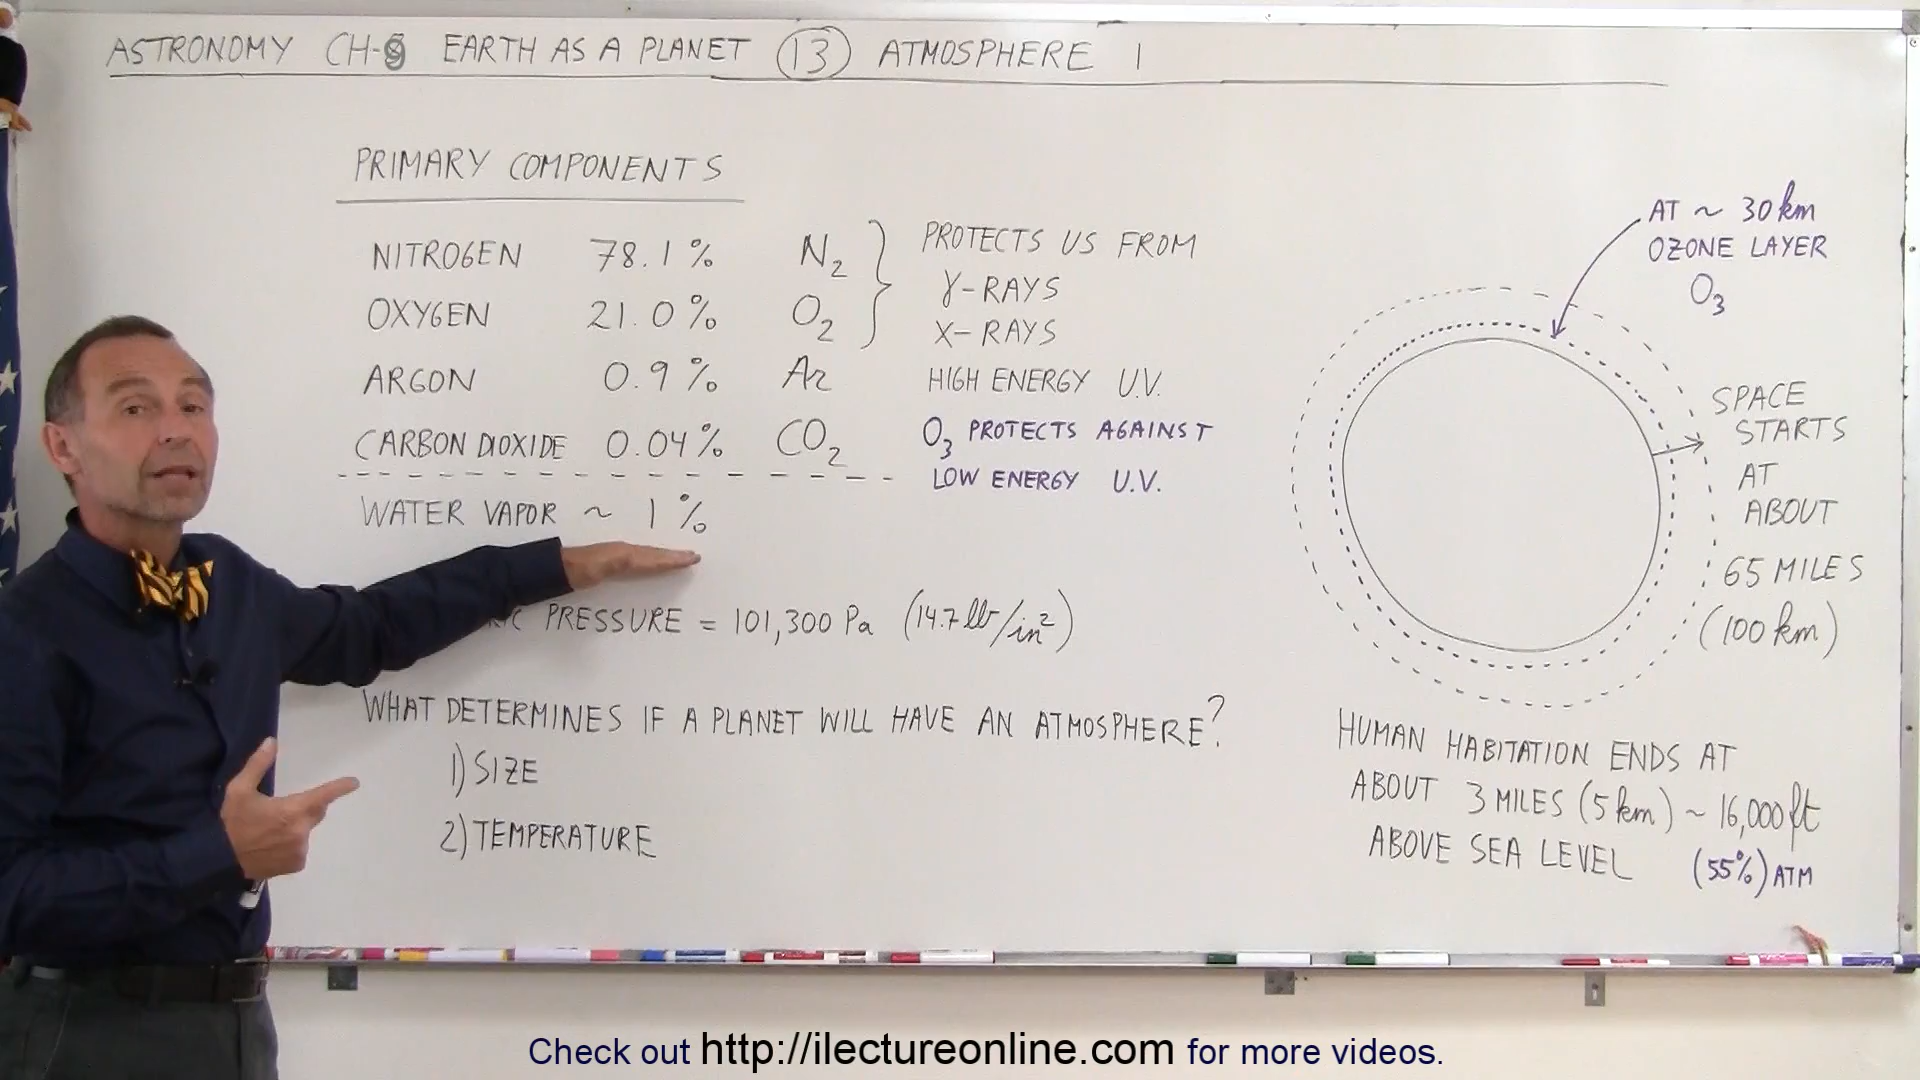 ASTRONOMY CH-9 EARTH AS A PLANET 13 ATMOSPHERE 1
PRIMARY COMPONENTS
NITROGEN 78.1% N₂
OXYGEN 21.0% O₂
ARGON 0.9% Ar
CARBON DIOXIDE 0.04% CO₂
WATER VAPOR ~ 1%
PROTECTS US FROM
γ-RAYS
X-RAYS
HIGH ENERGY U.V.
O₃ PROTECTS AGAINST
LOW ENERGY U.V.
PRESSURE = 101,300 Pa (14.7 lb/in²)
WHAT DETERMINES IF A PLANET WILL HAVE AN ATMOSPHERE?
1) SIZE
2) TEMPERATURE
AT ~ 30 km
OZONE LAYER
O₃
SPACE
STARTS
AT
ABOUT
65 MILES
(100 km)
HUMAN HABITATION ENDS AT
ABOUT 3 MILES (5 km) ~ 16,000 ft
ABOVE SEA LEVEL (55%) ATM
Check out http://ilectureonline.com for more videos.